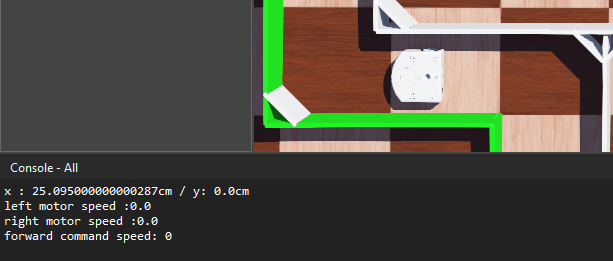 Console - All
x : 25.095000000000287cm / y: 0.0cm
left motor speed :0.0
right motor speed :0.0
forward command speed: 0